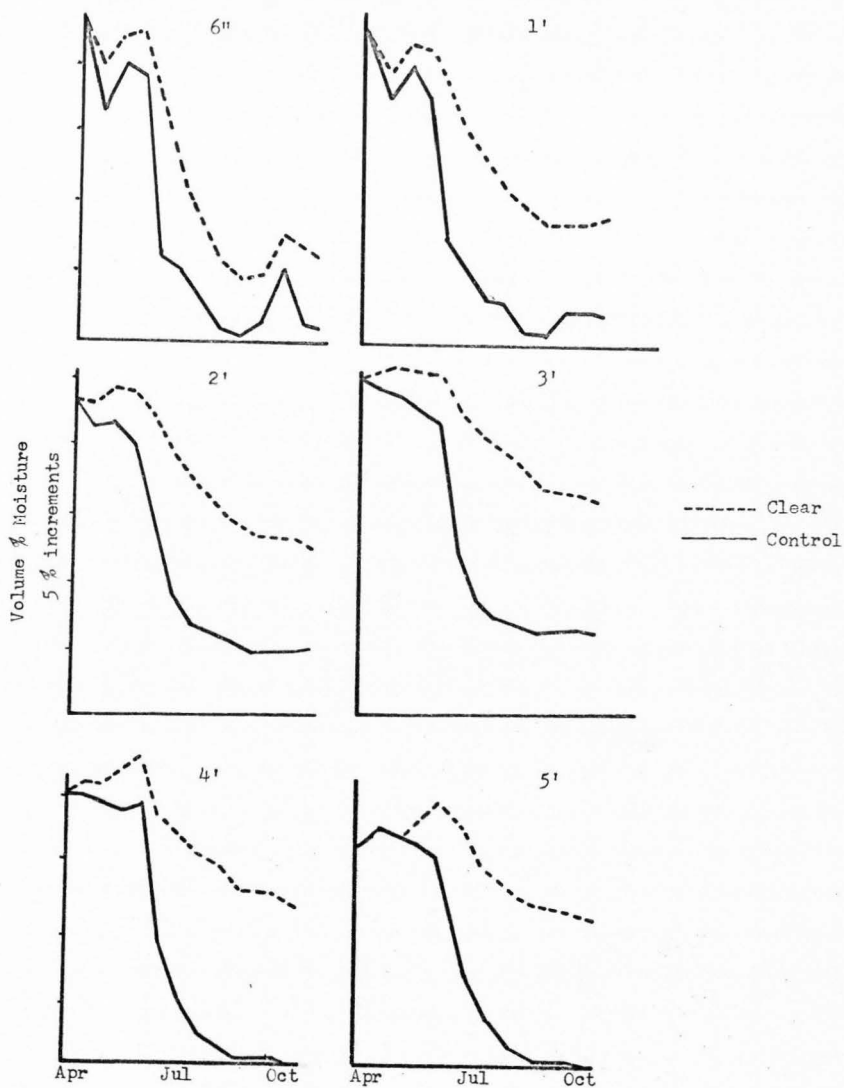 6"
1'
2'
3'
Volume % Moisture
5 % increments
Clear
Control
4'
5'
Apr Jul Oct
Apr Jul Oct